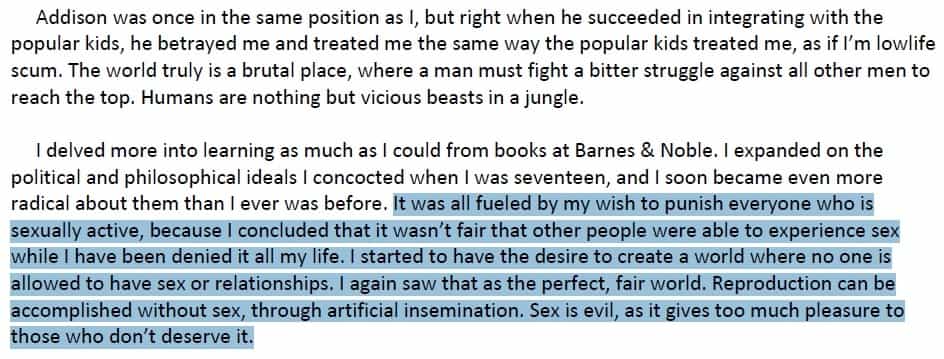 Addison was once in the same position as I, but right when he succeeded in integrating with the
popular kids, he betrayed me and treated me the same way the popular kids treated me, as if I’m lowlife
scum. The world truly is a brutal place, where a man must fight a bitter struggle against all other men to
reach the top. Humans are nothing but vicious beasts in a jungle.
I delved more into learning as much as I could from books at Barnes & Noble. I expanded on the
political and philosophical ideals I concocted when I was seventeen, and I soon became even more
radical about them than I ever was before. It was all fueled by my wish to punish everyone who is
sexually active, because I concluded that it wasn’t fair that other people were able to experience sex
while I have been denied it all my life. I started to have the desire to create a world where no one is
allowed to have sex or relationships. I again saw that as the perfect, fair world. Reproduction can be
accomplished without sex, through artificial insemination. Sex is evil, as it gives too much pleasure to
those who don’t deserve it.